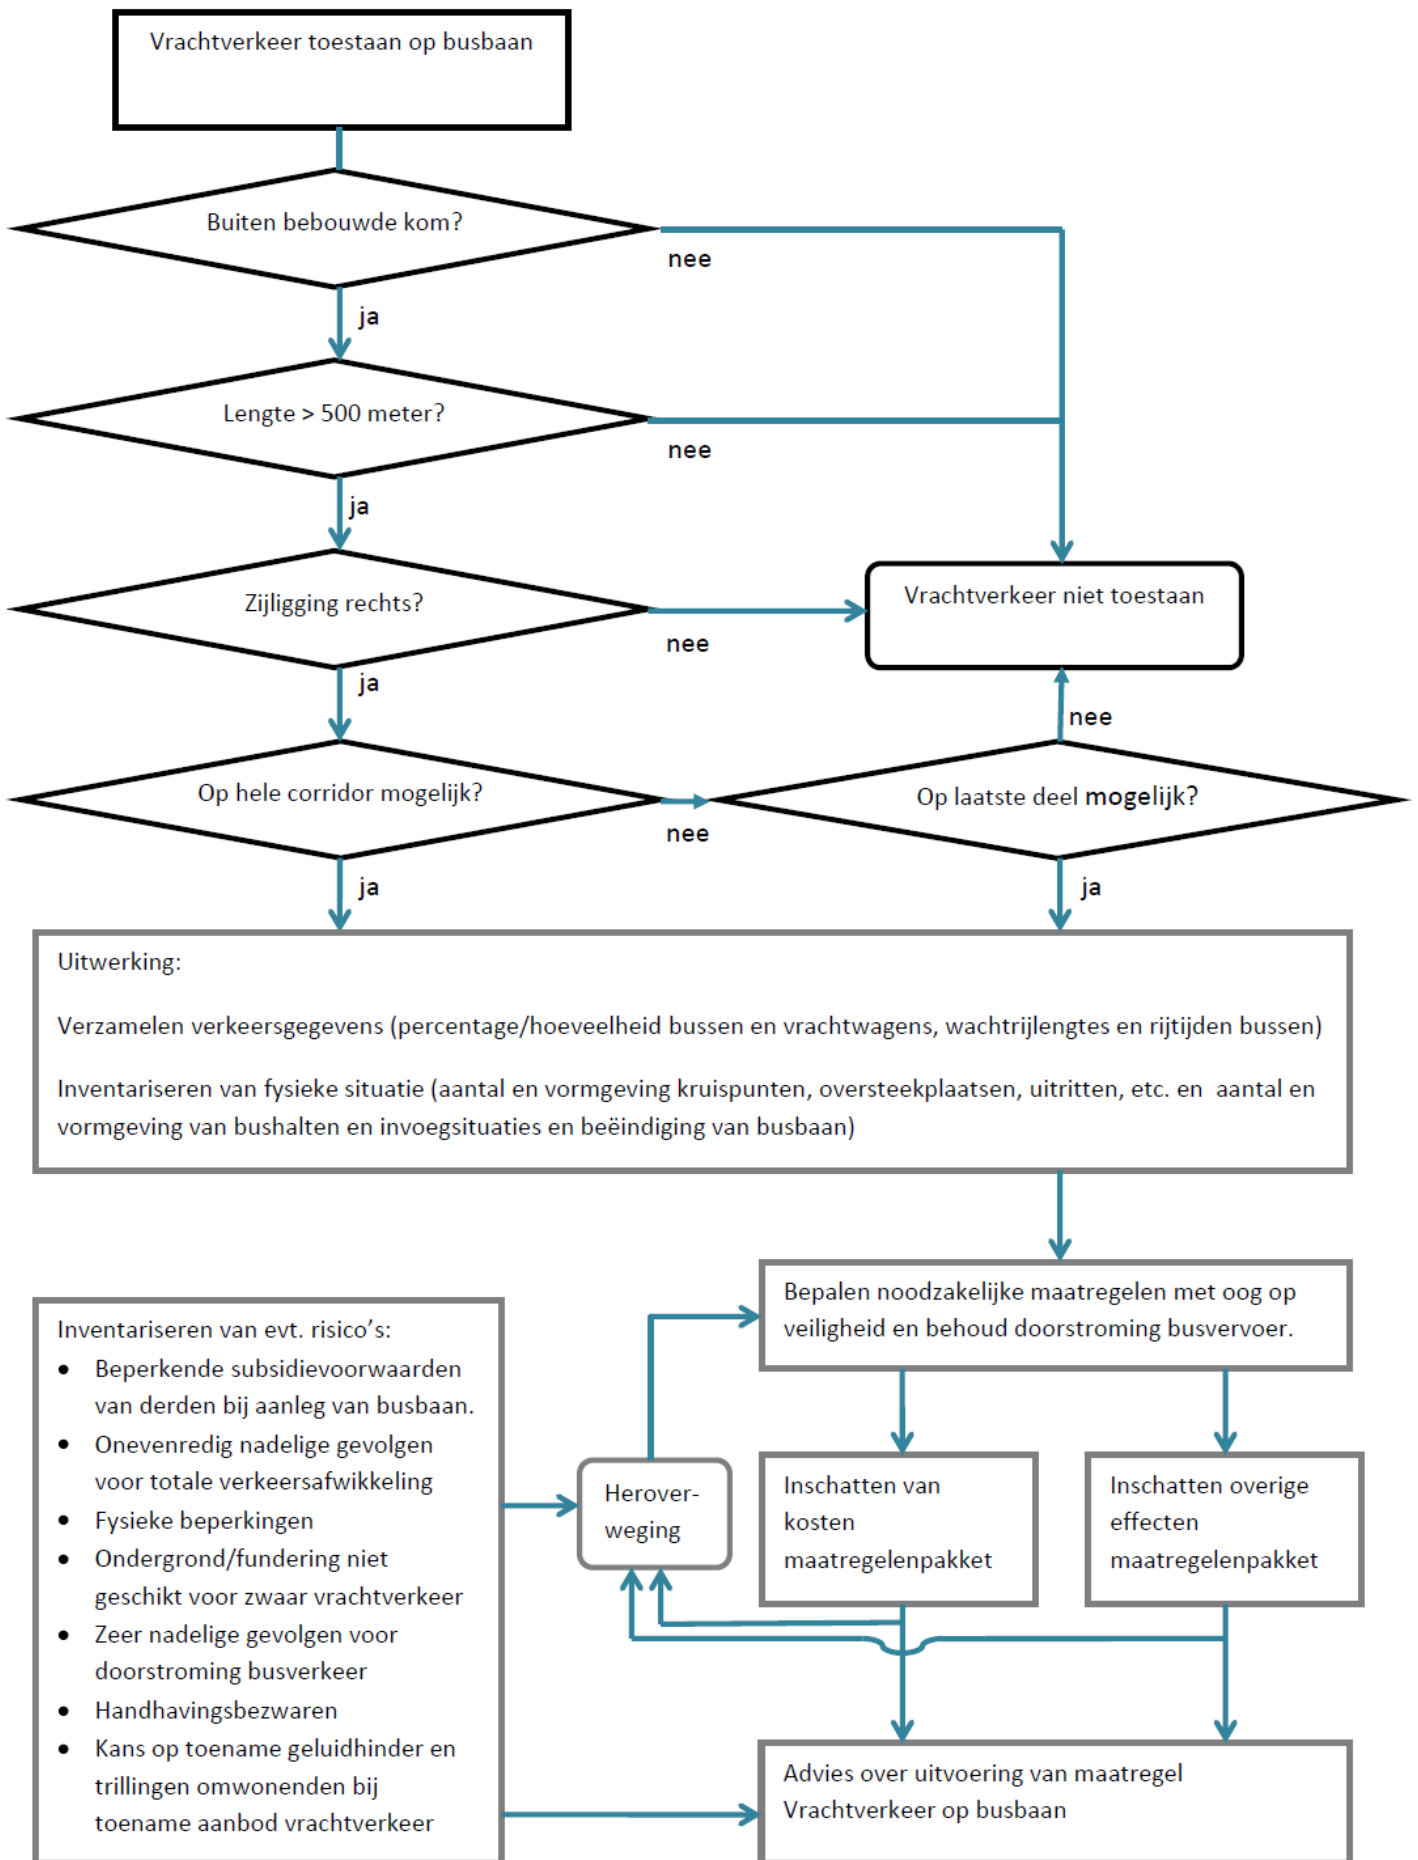 Vrachtverkeer toestaan op busbaan
Buiten bebouwde kom?
nee
ja
Lengte > 500 meter?
nee
ja
Zijligging rechts?
nee
Vrachtverkeer niet toestaan
ja
nee
Op hele corridor mogelijk?
nee
Op laatste deel mogelijk?
ja
ja
Uitwerking:
Verzamelen verkeersgegevens (percentage/hoeveelheid bussen en vrachtwagens, wachtrijlengtes en rijtijden bussen)
Inventariseren van fysieke situatie (aantal en vormgeving kruispunten, oversteekplaatsen, uitritten, etc. en  aantal en
vormgeving van bushalten en invoegsituaties en beëindiging van busbaan)
Bepalen noodzakelijke maatregelen met oog op
veiligheid en behoud doorstroming busvervoer.
Inventariseren van evt. risico's:
• Beperkende subsidievoorwaarden
van derden bij aanleg van busbaan.
• Onevenredig nadelige gevolgen
voor totale verkeersafwikkeling
• Fysieke beperkingen
• Ondergrond/fundering niet
geschikt voor zwaar vrachtverkeer
• Zeer nadelige gevolgen voor
doorstroming busverkeer
• Handhavingsbezwaren
• Kans op toename geluidhinder en
trillingen omwonenden bij
toename aanbod vrachtverkeer
Herover-
weging
Inschatten van
kosten
maatregelenpakket
Inschatten overige
effecten
maatregelenpakket
Advies over uitvoering van maatregel
Vrachtverkeer op busbaan